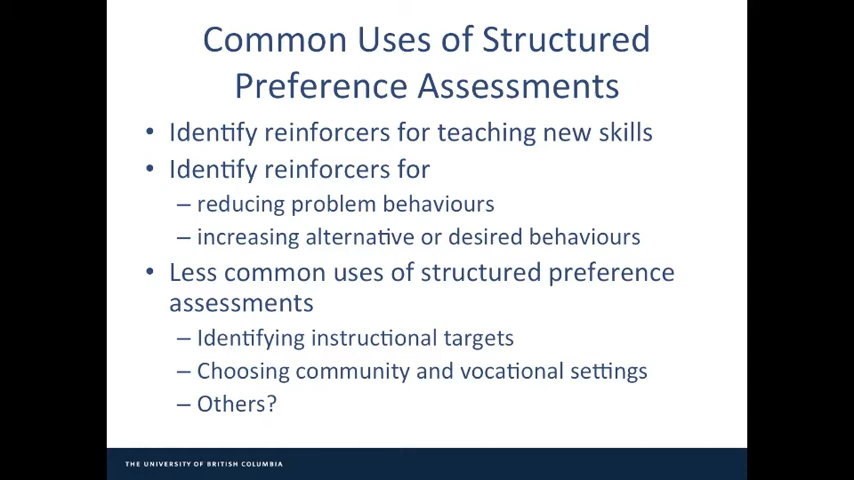 Common Uses of Structured
Preference Assessments
• Identify reinforcers for teaching new skills
• Identify reinforcers for
– reducing problem behaviours
– increasing alternative or desired behaviours
• Less common uses of structured preference
assessments
– Identifying instructional targets
– Choosing community and vocational settings
– Others?
THE UNIVERSITY OF BRITISH COLUMBIA